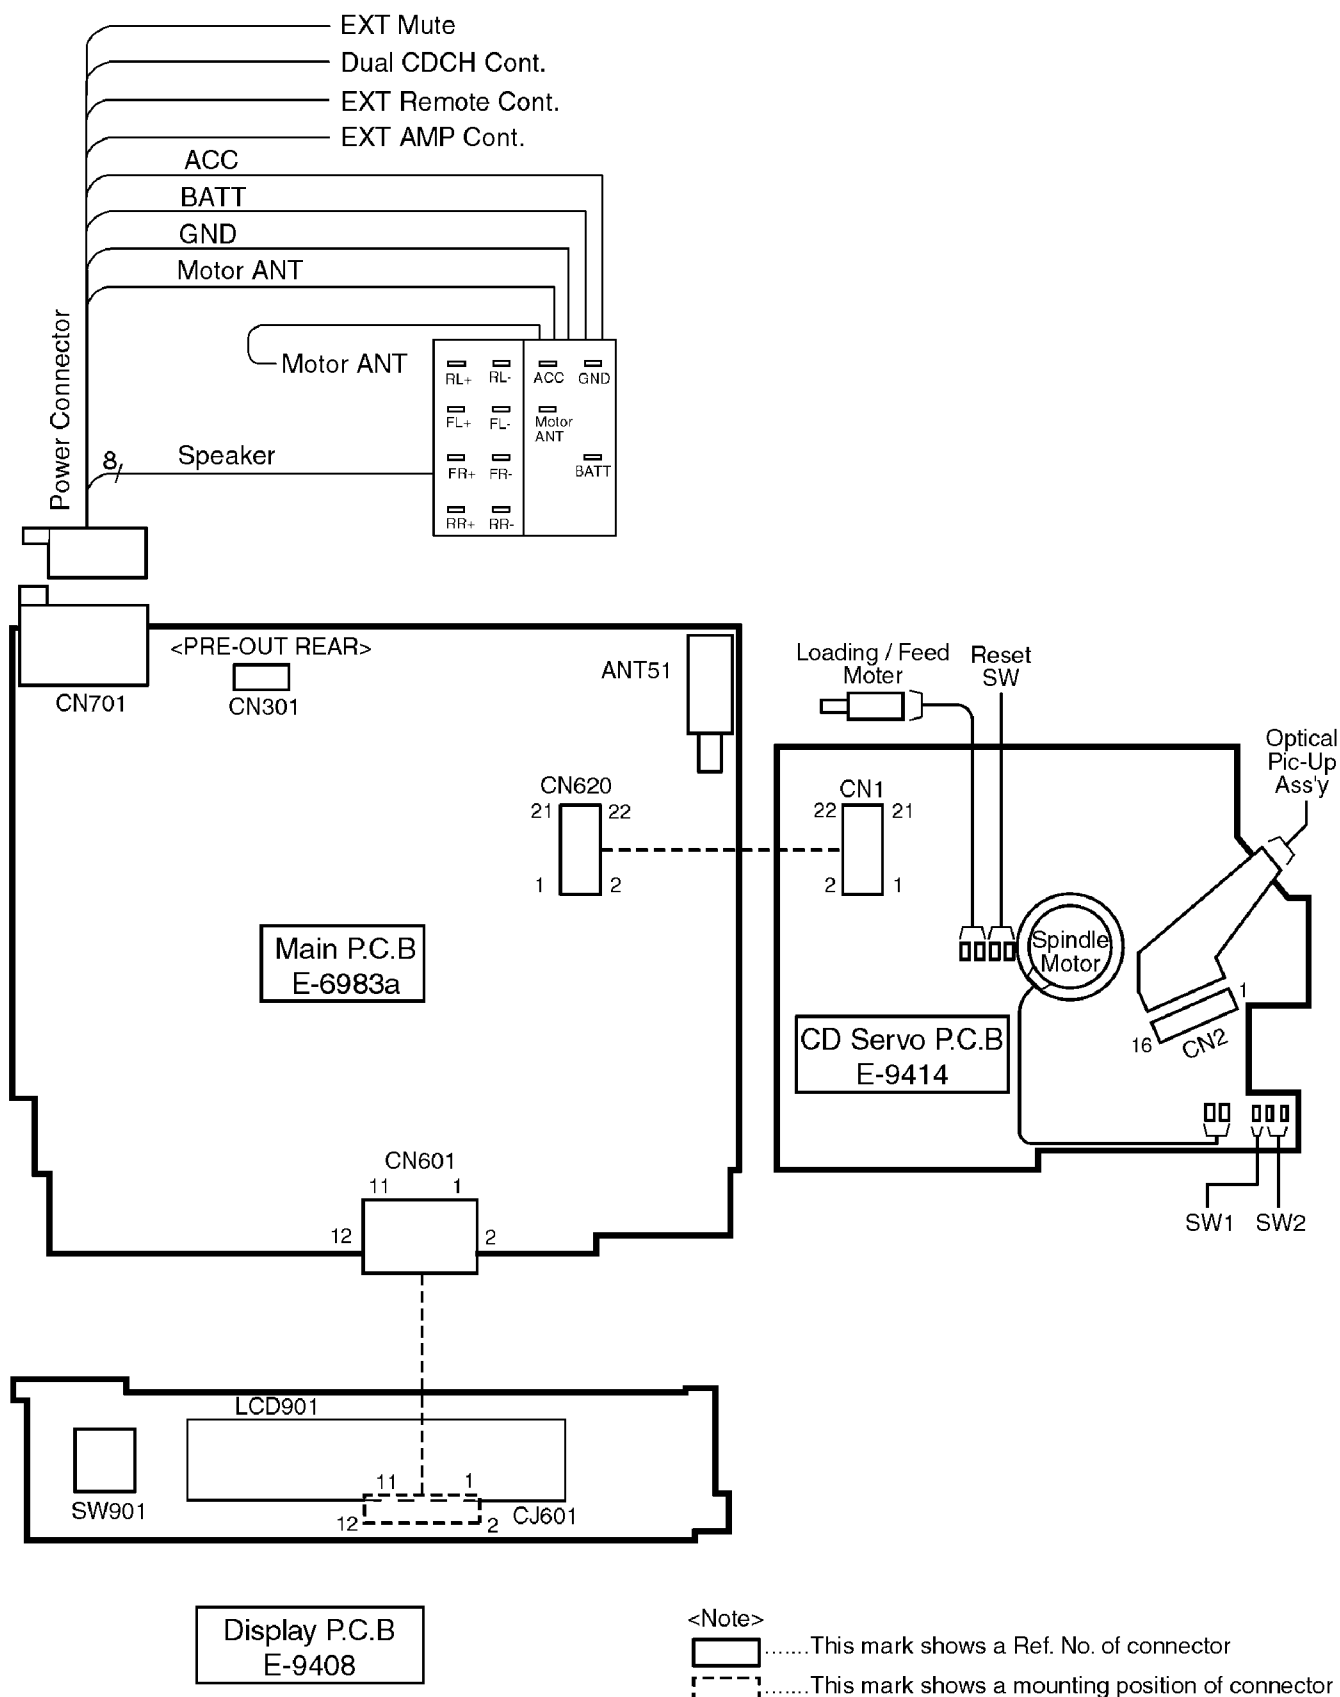 EXT Mute
Dual CDCH Cont.
EXT Remote Cont.
EXT AMP Cont.
ACC
BATT
GND
Motor ANT
Power Connector
Motor ANT
RL+ RL- ACC GND
FL+ FL- Motor
ANT
8 Speaker
FR+ FR- BATT
RR+ RR-
<PRE-OUT REAR>
CN701
CN301
ANT51
Loading / Feed
Moter
Reset
SW
Optical
Pic-Up
Ass'y
CN620
21 22
1 2
CN1
22 21
2 1
Main P.C.B
E-6983a
Spindle
Motor
1
16 CN2
CD Servo P.C.B
E-9414
SW1 SW2
CN601
11 1
12 2
LCD901
SW901
11 1
12 2
CJ601
Display P.C.B
E-9408
<Note>
.......This mark shows a Ref. No. of connector
.......This mark shows a mounting position of connector